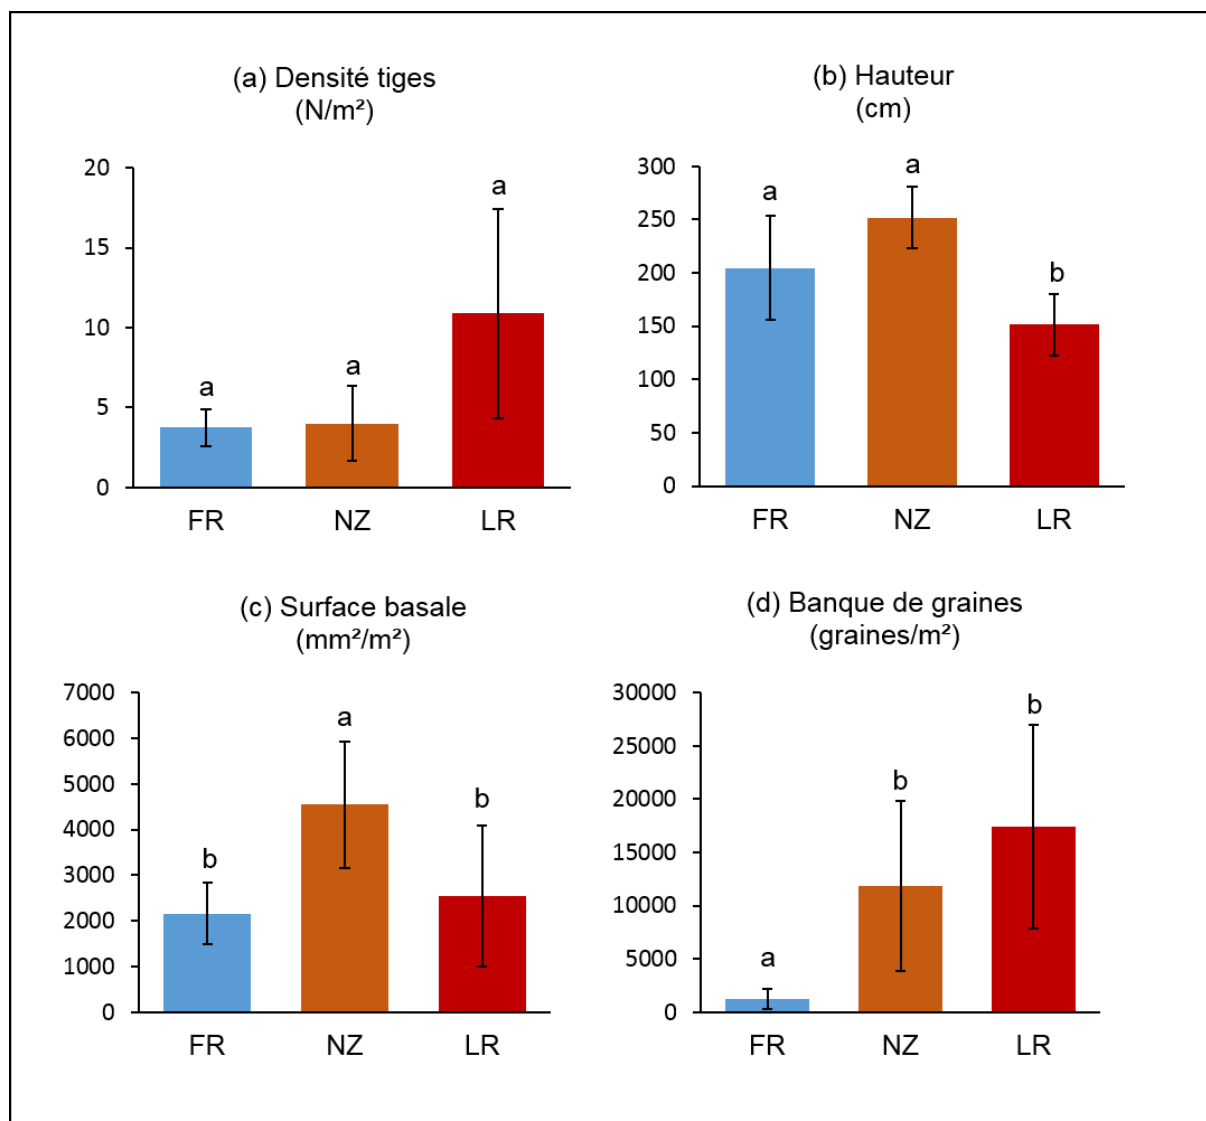 (a) Densité tiges
(N/m²)
20
15
10
5
0
a
a
a
FR NZ LR
(b) Hauteur
(cm)
300
250
200
150
100
50
0
a
a
b
FR NZ LR
(c) Surface basale
(mm²/m²)
7000
6000
5000
4000
3000
2000
1000
0
b
a
b
FR NZ LR
(d) Banque de graines
(graines/m²)
30000
25000
20000
15000
10000
5000
0
a
b
b
FR NZ LR